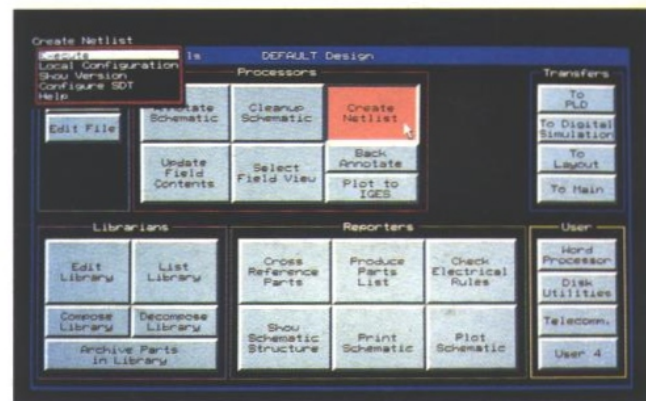 Create Netlist
Execute
Local Configuration
Show Version
Configure SDT
Help
ls
DEFAULT Design
Edit File
Processors
Annotate
Schematic
Cleanup
Schematic
Create
Netlist
Update
Field
Contents
Select
Field View
Back
Annotate
Plot to
IGES
Transfers
To
PLD
To Digital
Simulation
To
Layout
To Main
Librarians
Edit
Library
List
Library
Compose
Library
Decompose
Library
Archive Parts
in Library
Reporters
Cross
Reference
Parts
Produce
Parts
List
Check
Electrical
Rules
Show
Schematic
Structure
Print
Schematic
Plot
Schematic
User
Word
Processor
Disk
Utilities
Telecomm.
User 4